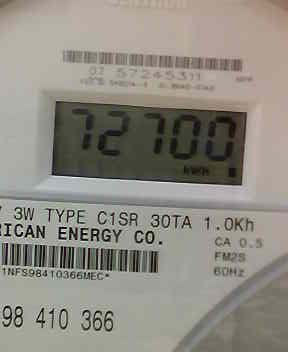 02 57245311
72700
kWH
3W TYPE C1SR 30TA 1.0Kh
RICAN ENERGY CO.
CA 0.5
FM2S
60Hz
1NFS98410366MEC*
98 410 366